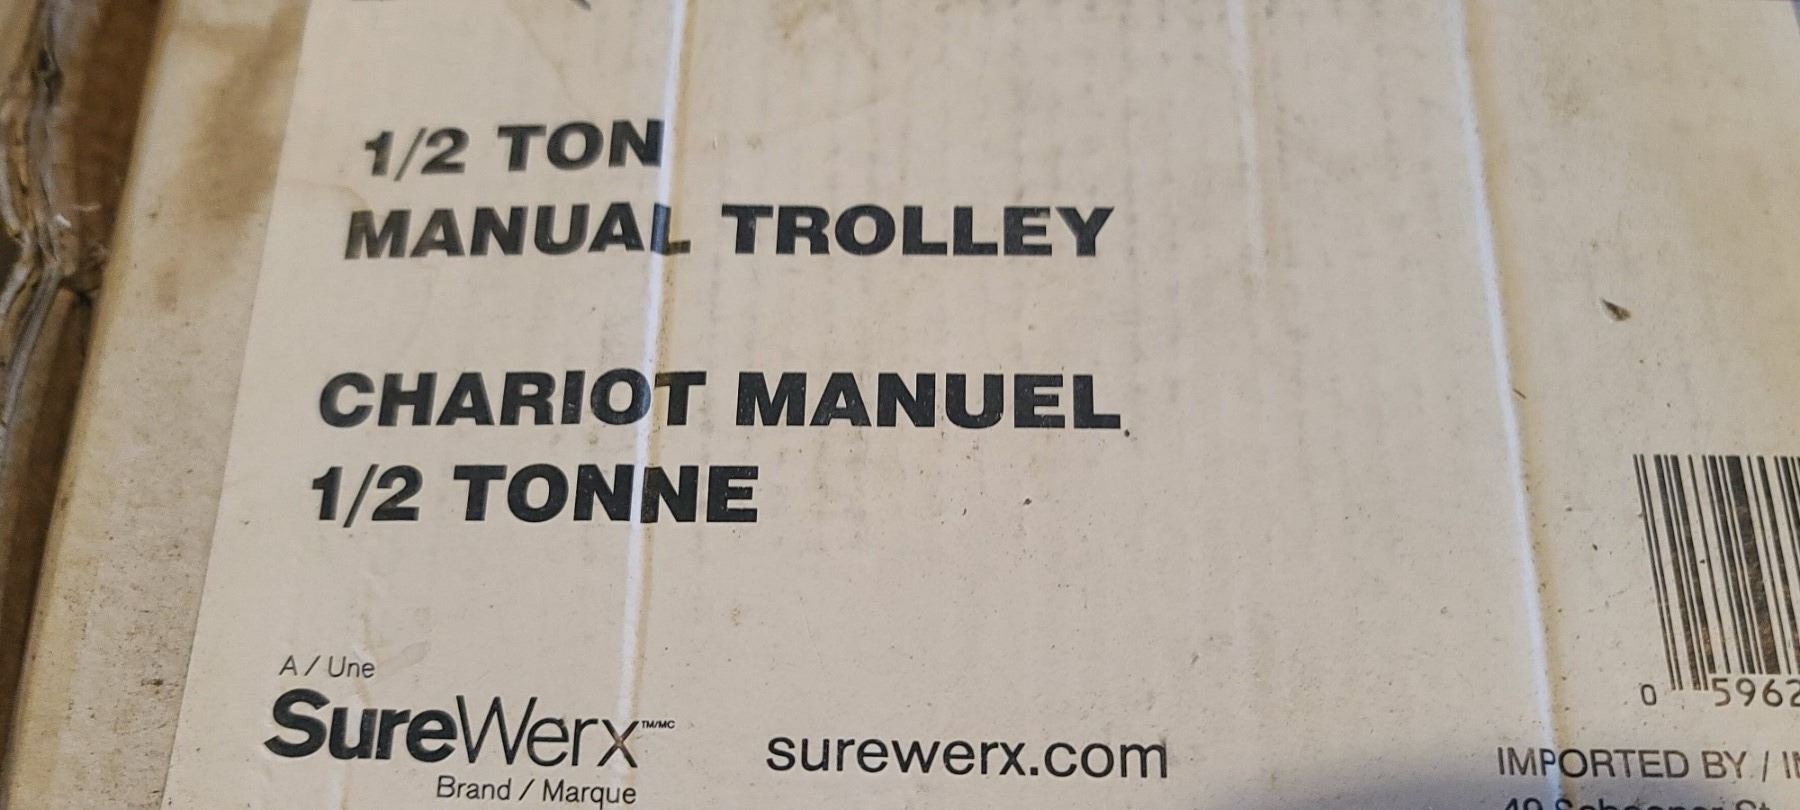 1/2 TON
MANUAL TROLLEY
CHARIOT MANUEL
1/2 TONNE
A / Une
SureWerx™/MC
Brand / Marque
surewerx.com
0 5962
IMPORTED BY /